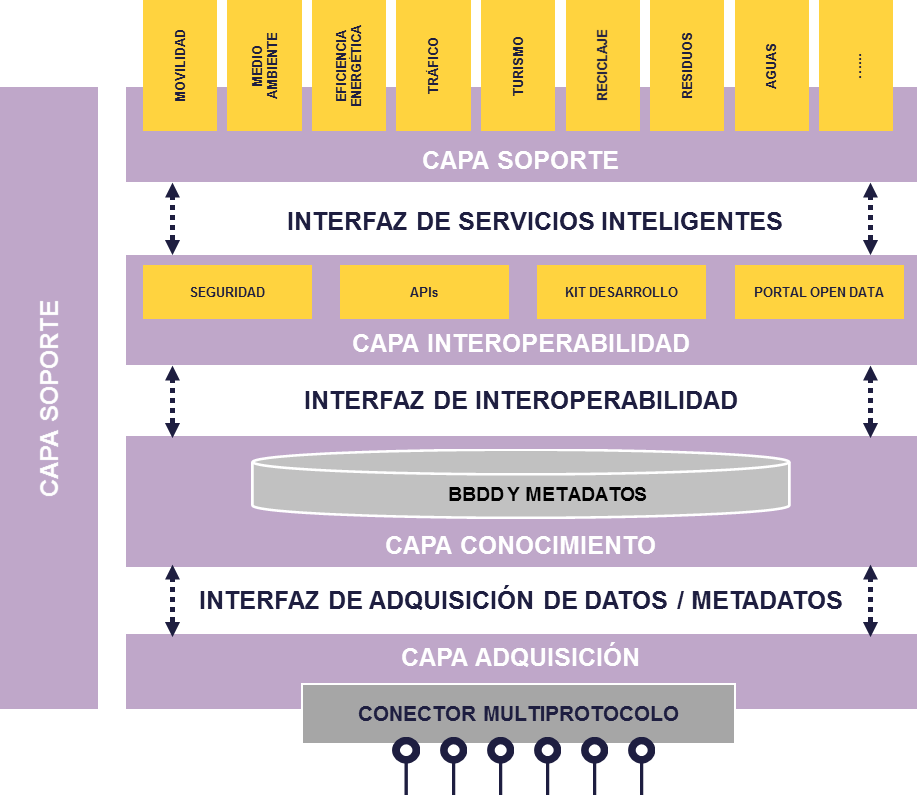 MOVILIDAD
MEDIO
AMBIENTE
EFICIENCIA
ENERGÉTICA
TRÁFICO
TURISMO
RECICLAJE
RESIDUOS
AGUAS
......
CAPA SOPORTE
INTERFAZ DE SERVICIOS INTELIGENTES
SEGURIDAD
APIs
KIT DESARROLLO
PORTAL OPEN DATA
CAPA INTEROPERABILIDAD
INTERFAZ DE INTEROPERABILIDAD
CAPA SOPORTE
BBDD Y METADATOS
CAPA CONOCIMIENTO
INTERFAZ DE ADQUISICIÓN DE DATOS / METADATOS
CAPA ADQUISICIÓN
CONECTOR MULTIPROTOCOLO